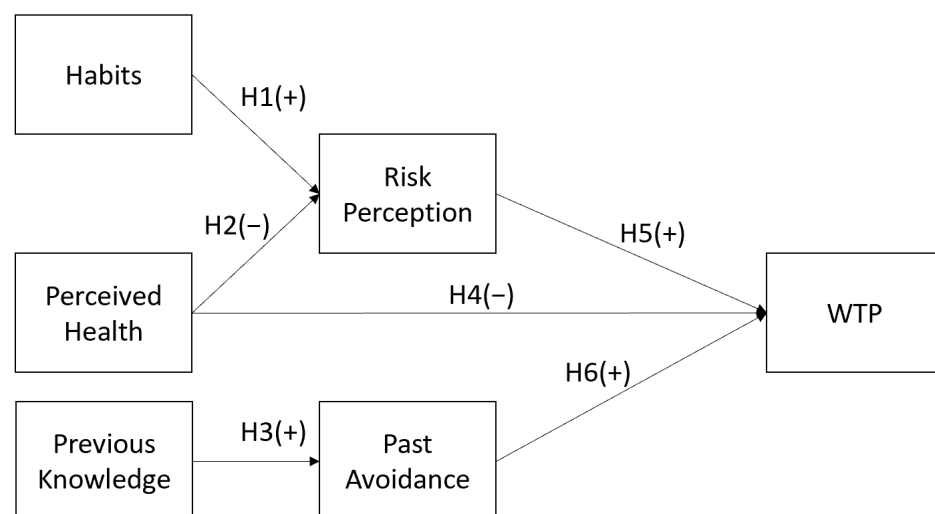 Habits
H1(+)
Risk
Perception
H2(−)
H5(+)
Perceived
Health
H4(−)
WTP
H6(+)
Previous
Knowledge
H3(+)
Past
Avoidance